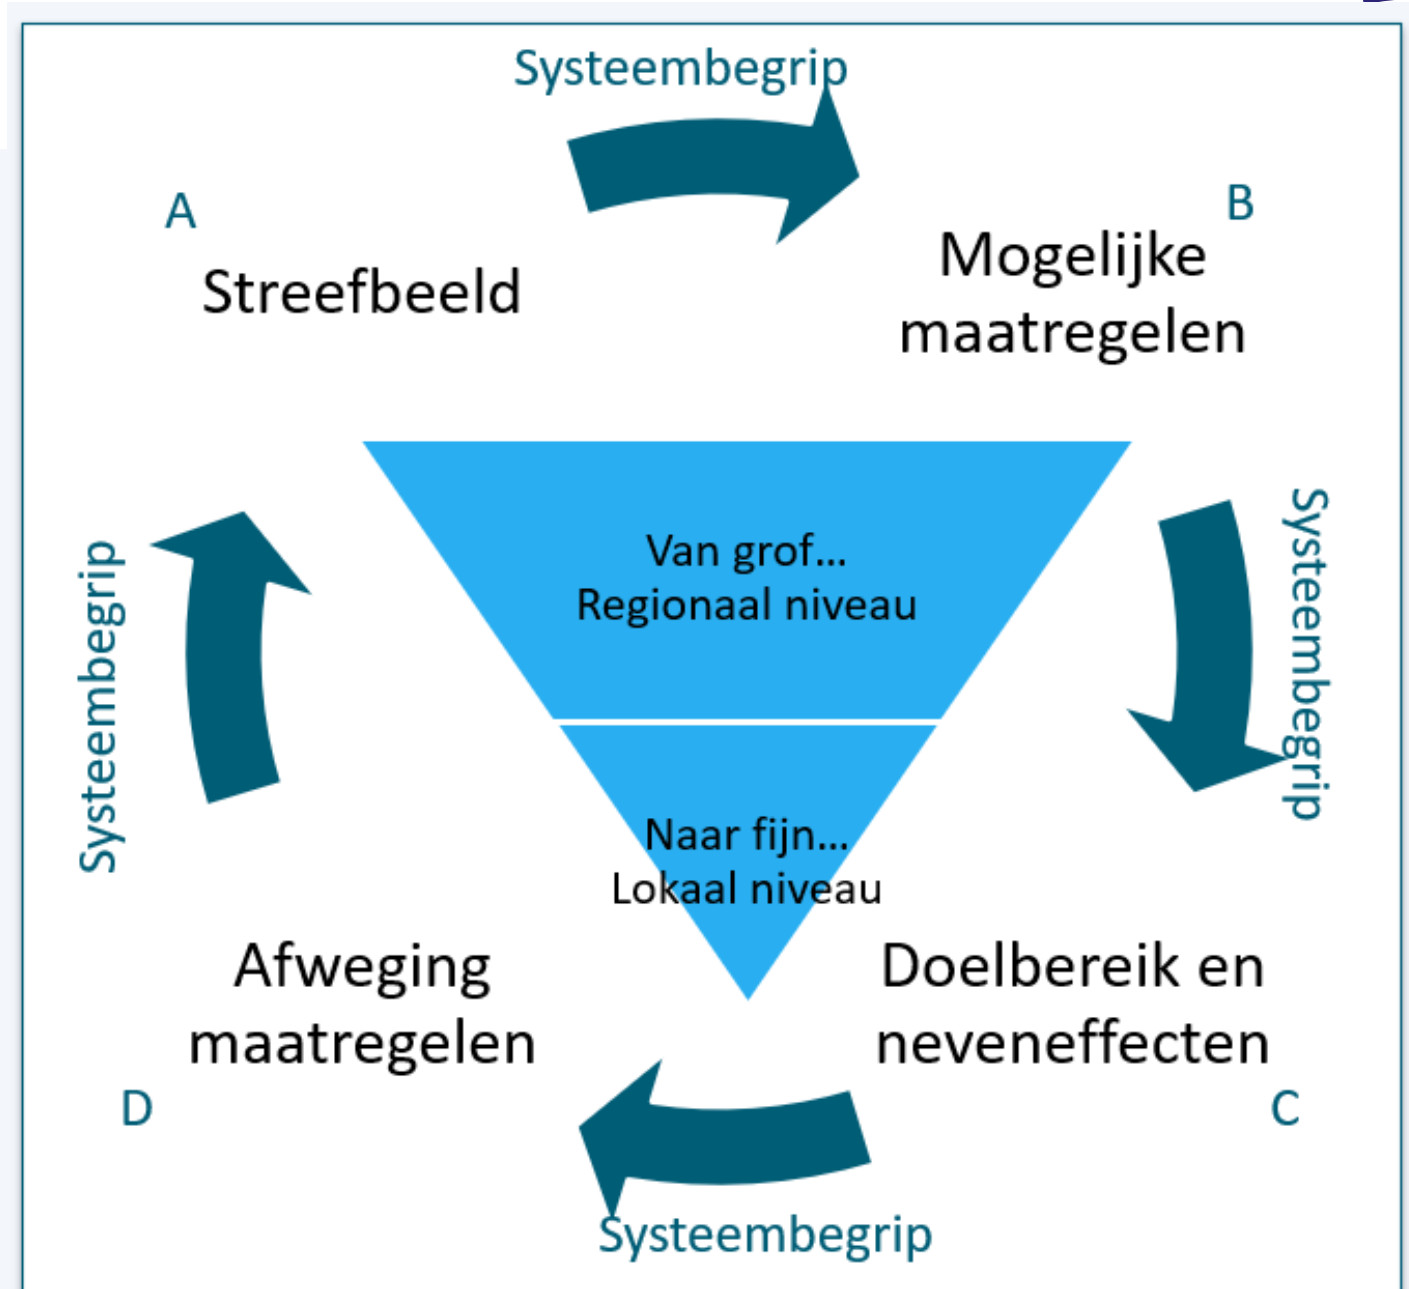 Systeembegrip
A
B
Streefbeeld
Mogelijke
maatregelen
Systeembegrip
Van grof...
Regionaal niveau
Systeembegrip
Naar fijn...
Lokaal niveau
Afweging
maatregelen
Doelbereik en
neveneffecten
D
C
Systeembegrip